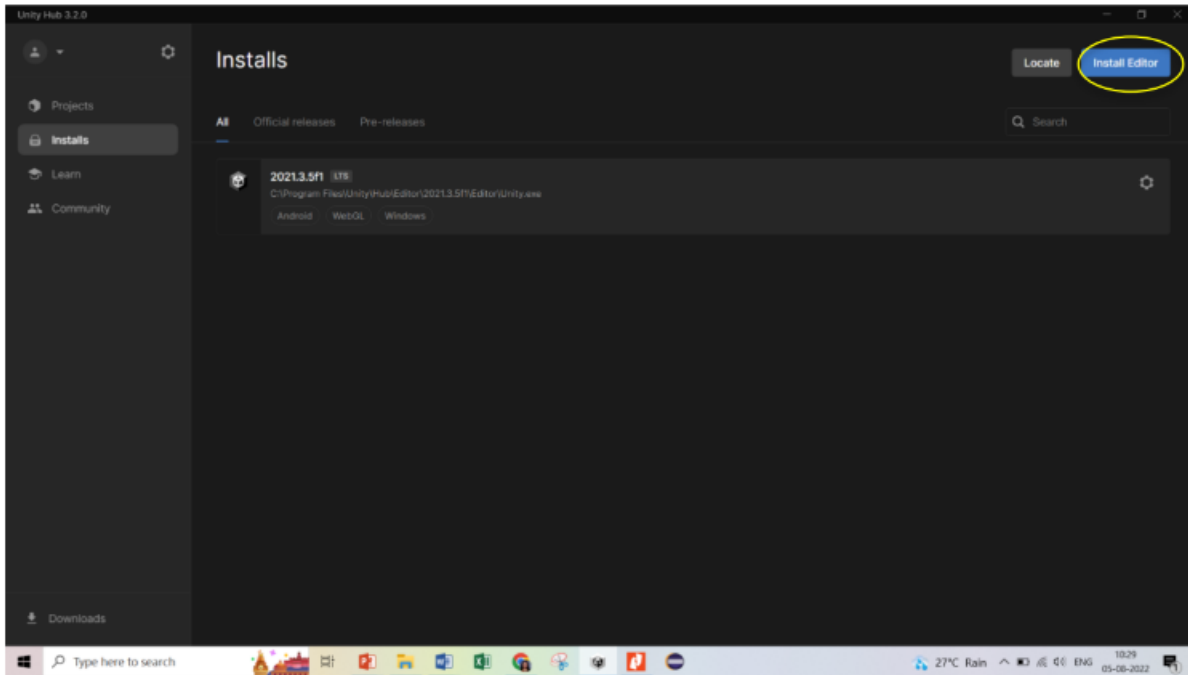 Unity Hub 3.2.0
Installs
Locate
Install Editor
Projects
Installs
Learn
Community
All
Official releases
Pre-releases
Search
2021.3.5f1 LTS
C:\Program Files\Unity\Hub\Editor\2021.3.5f1\Editor\Unity.exe
Android
WebGL
Windows
Downloads
Type here to search
27°C Rain
ENG
10:29
05-08-2022